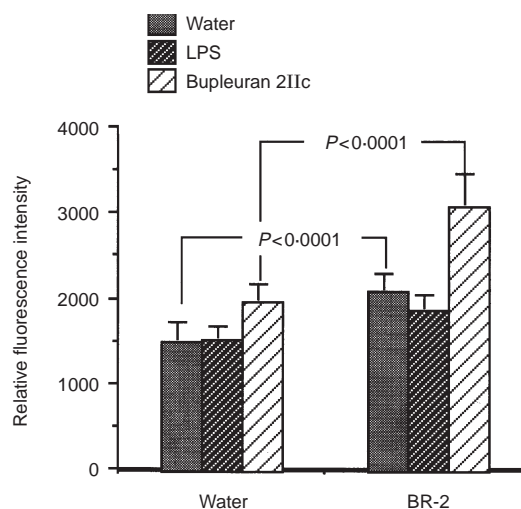 Water
LPS
Bupleuran 2IIc
4000
3000
2000
1000
0
Relative fluorescence intensity
P<0·0001
P<0·0001
Water
BR-2